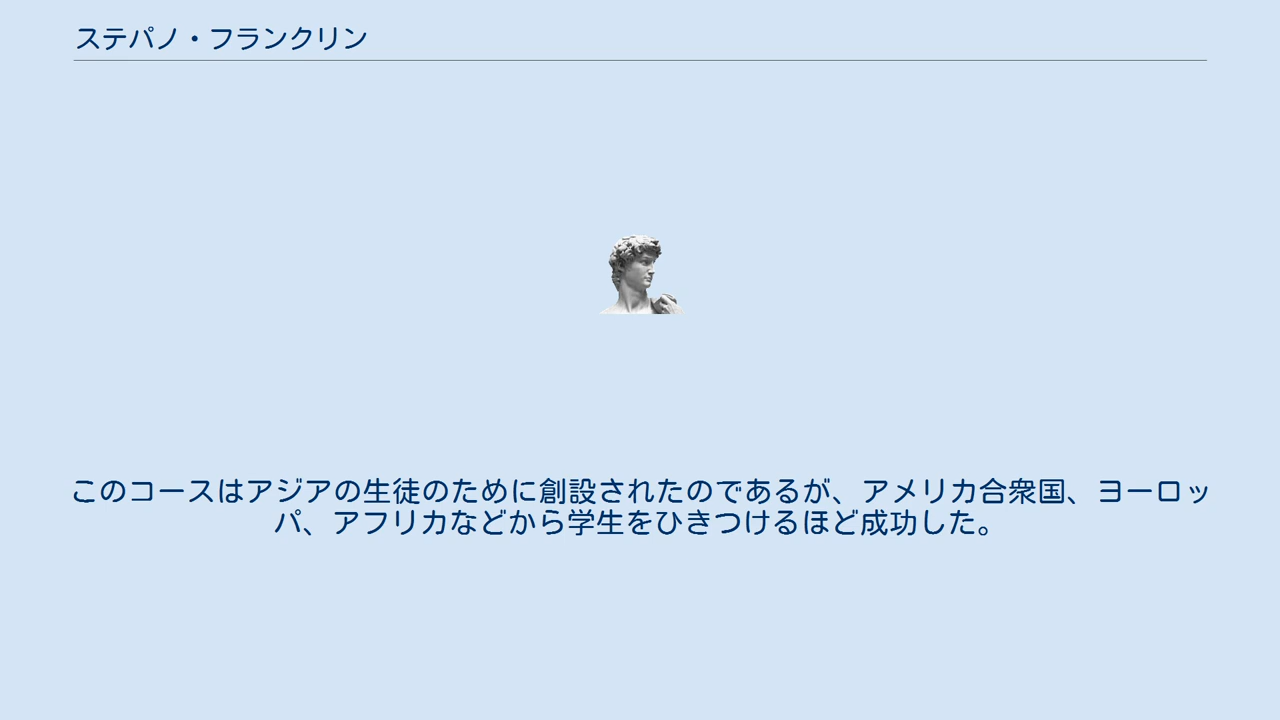 ステパノ・フランクリン
このコースはアジアの生徒のために創設されたのであるが、アメリカ合衆国、ヨーロッ
パ、アフリカなどから学生をひきつけるほど成功した。